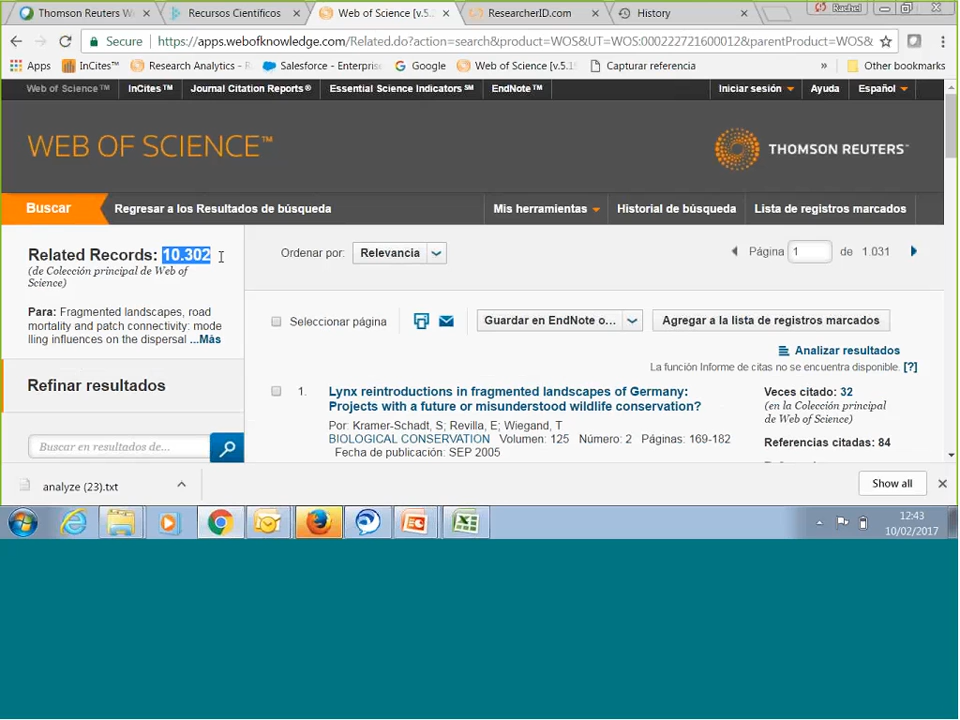 Thomson Reuters W
Recursos Científicos
Web of Science [v.5.
ResearcherID.com
History
Rachel
Secure
https://apps.webofknowledge.com/Related.do?action=search&product=WOS&UT=WOS:000222721600012&parentProduct=WOS&
Apps
InCites™
Research Analytics - R
Salesforce - Enterpris
Google
Web of Science [v.5.1
Capturar referencia
»
Other bookmarks
Web of Science™
InCites™
Journal Citation Reports®
Essential Science Indicators℠
EndNote™
Iniciar sesión
Ayuda
Español
WEB OF SCIENCE™
THOMSON REUTERS™
Buscar
Regresar a los Resultados de búsqueda
Mis herramientas
Historial de búsqueda
Lista de registros marcados
Related Records: 10.302
(de Colección principal de Web of
Science)
Para: Fragmented landscapes, road
mortality and patch connectivity: mode
lling influences on the dispersal ...Más
Refinar resultados
Buscar en resultados de...
Ordenar por:
Relevancia
Página 1 de 1.031
Seleccionar página
Guardar en EndNote o...
Agregar a la lista de registros marcados
Analizar resultados
La función Informe de citas no se encuentra disponible. [?]
1.
Lynx reintroductions in fragmented landscapes of Germany:
Projects with a future or misunderstood wildlife conservation?
Por: Kramer-Schadt, S; Revilla, E; Wiegand, T
BIOLOGICAL CONSERVATION Volumen: 125 Número: 2 Páginas: 169-182
Fecha de publicación: SEP 2005
Veces citado: 32
(en la Colección principal de Web
of Science)
Referencias citadas: 84
analyze (23).txt
Show all
12:43
10/02/2017